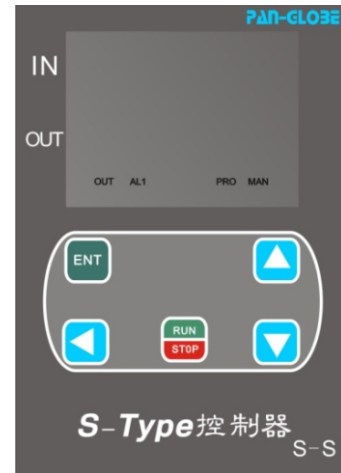 PAN-GLOBE
IN
OUT
OUT AL1 PRO MAN
ENT
RUN
STOP
S-Type控制器
S-S